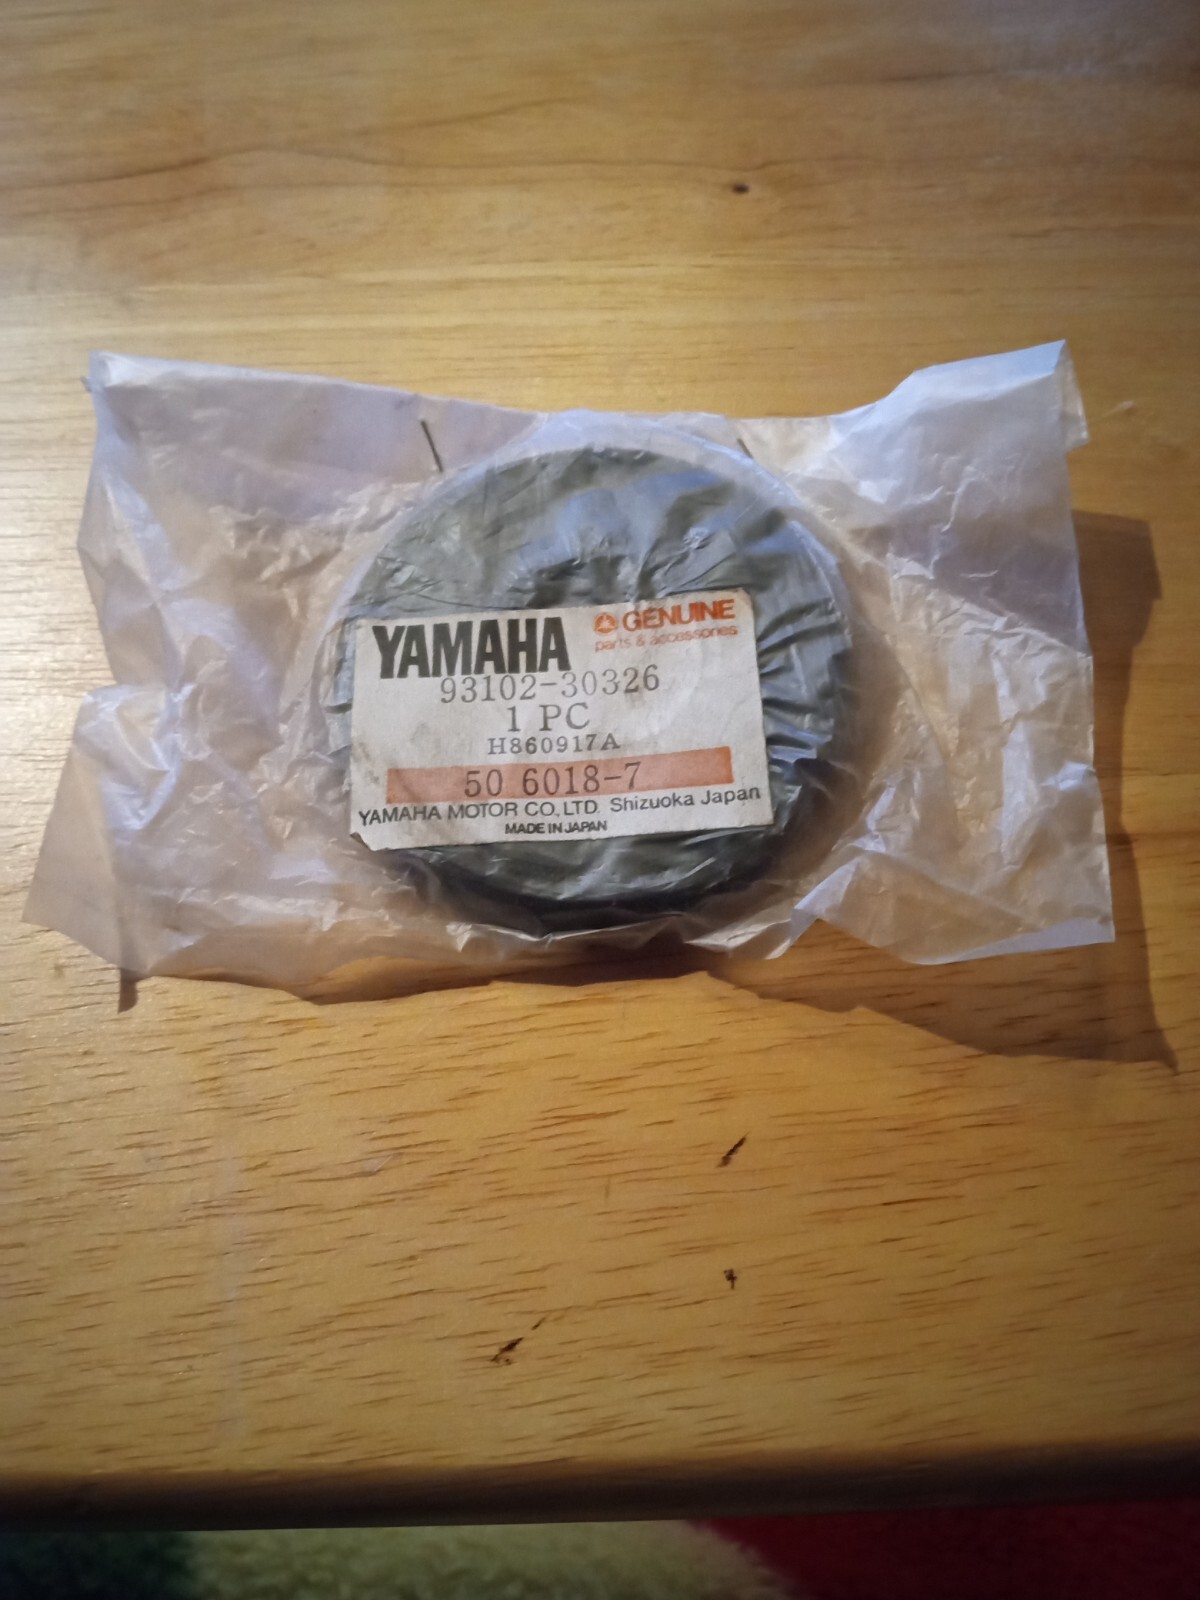 YAMAHA
GENUINE
parts & accessories
93102-30326
1 PC
H860917A
50 6018-7
YAMAHA MOTOR CO., LTD. Shizuoka Japan
MADE IN JAPAN